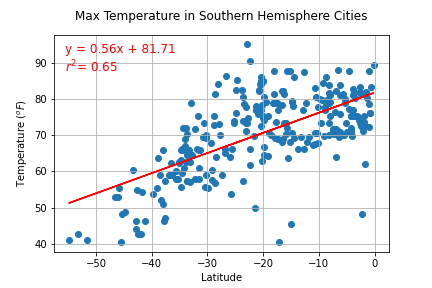 Max Temperature in Southern Hemisphere Cities
y = 0.56x + 81.71
r²= 0.65
90
80
70
60
50
40
Temperature (°F)
−50
−40
−30
−20
−10
0
Latitude